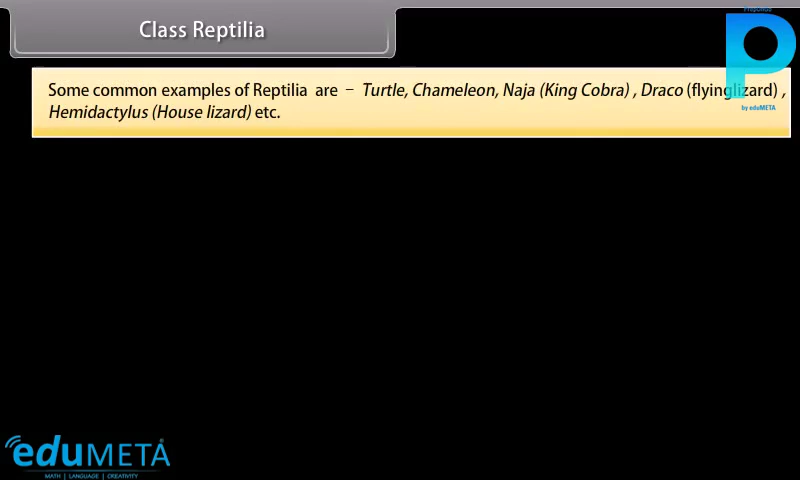 Class Reptilia
Preponda
Some common examples of Reptilia are – Turtle, Chameleon, Naja (King Cobra) , Draco (flyinglizard) ,
Hemidactylus (House lizard) etc.
by eduMETA
eduMETA
MATH | LANGUAGE | CREATIVITY